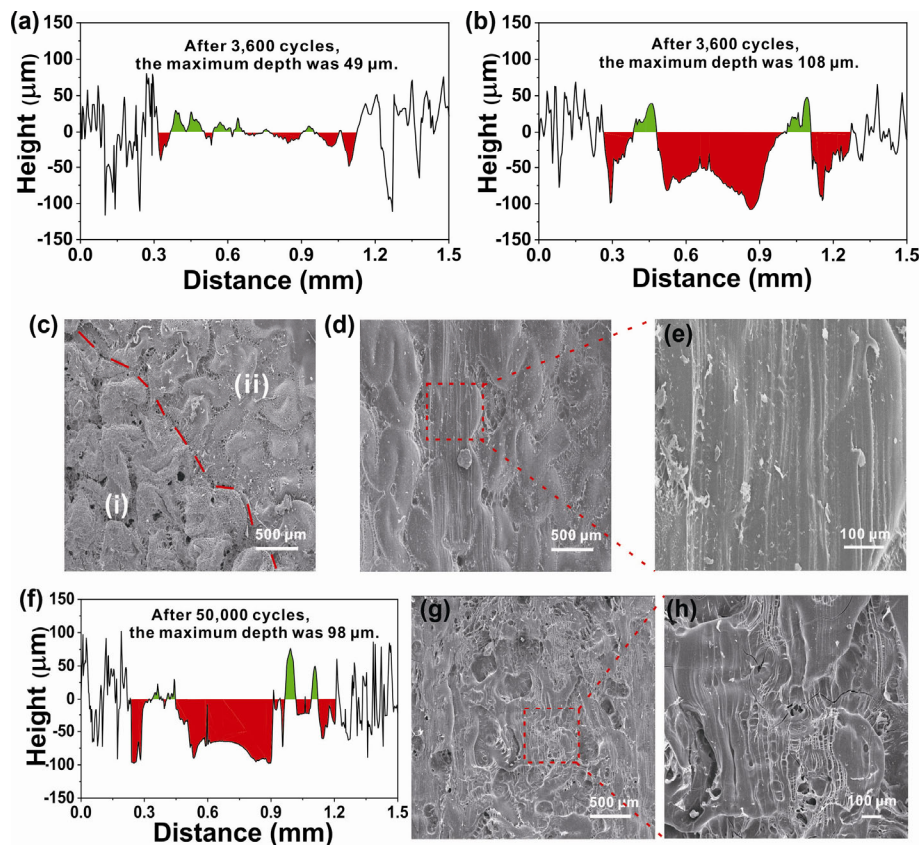 (a)
150
100
50
0
-50
-100
-150
Height (μm)
After 3,600 cycles,
the maximum depth was 49 μm.
0.0 0.3 0.6 0.9 1.2 1.5
Distance (mm)
(b)
150
100
50
0
-50
-100
-150
Height (μm)
After 3,600 cycles,
the maximum depth was 108 μm.
0.0 0.3 0.6 0.9 1.2 1.5
Distance (mm)
(c)
(i)
(ii)
500 μm
(d)
500 μm
(e)
100 μm
(f)
150
100
50
0
-50
-100
-150
Height (μm)
After 50,000 cycles,
the maximum depth was 98 μm.
0.0 0.3 0.6 0.9 1.2 1.5
Distance (mm)
(g)
500 μm
(h)
100 μm